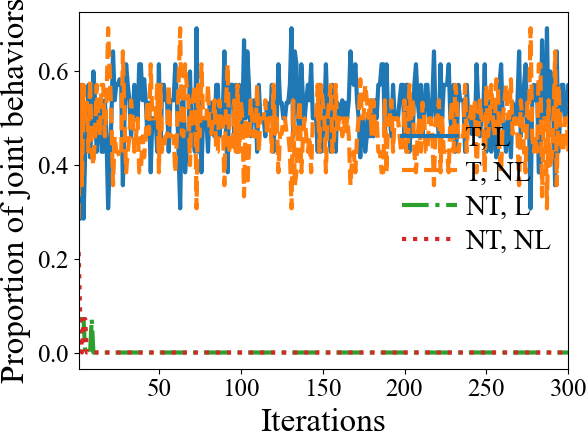 Proportion of joint behaviors
0.6
0.4
0.2
0.0
T, L
T, NL
NT, L
NT, NL
50
100
150
200
250
300
Iterations